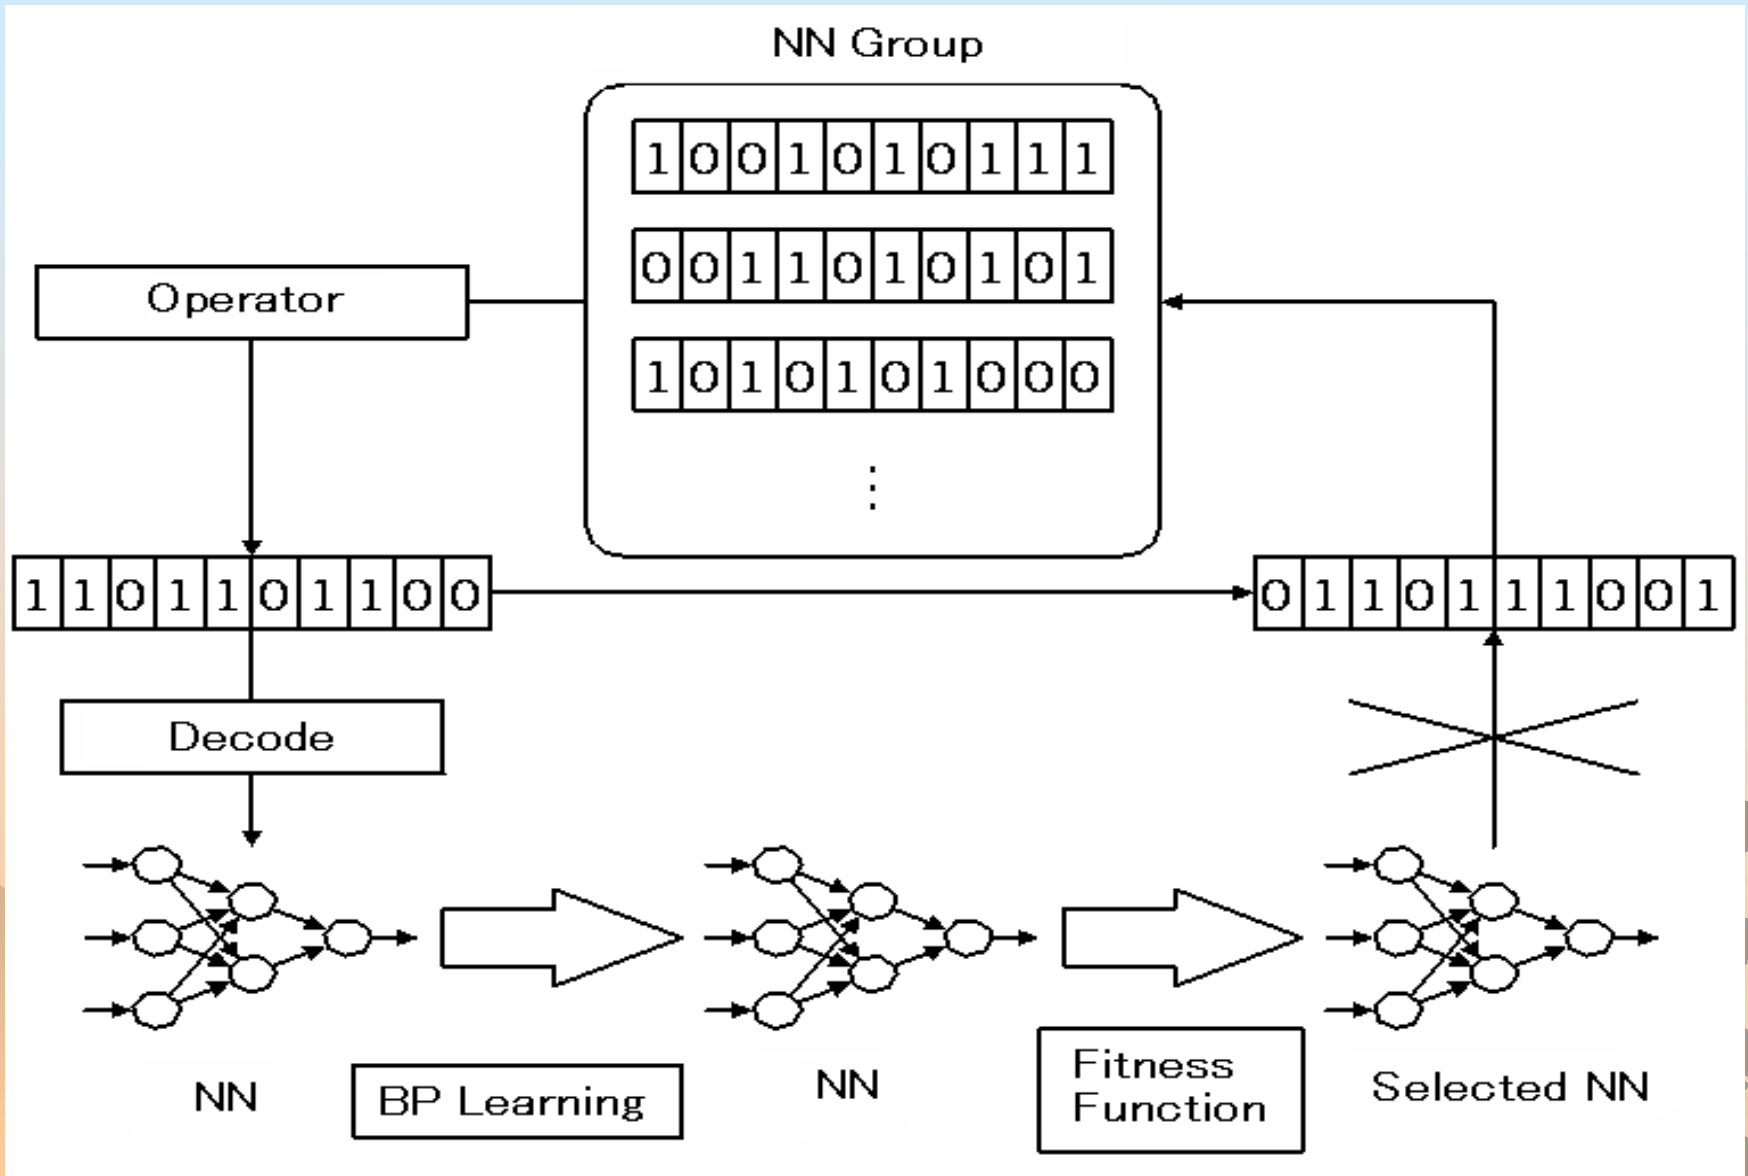 NN Group
1 0 0 1 0 1 0 1 1 1
0 0 1 1 0 1 0 1 0 1
Operator
1 0 1 0 1 0 1 0 0 0
⋮
1 1 0 1 1 0 1 1 0 0
0 1 1 0 1 1 1 0 0 1
Decode
NN
BP Learning
NN
Fitness
Function
Selected NN